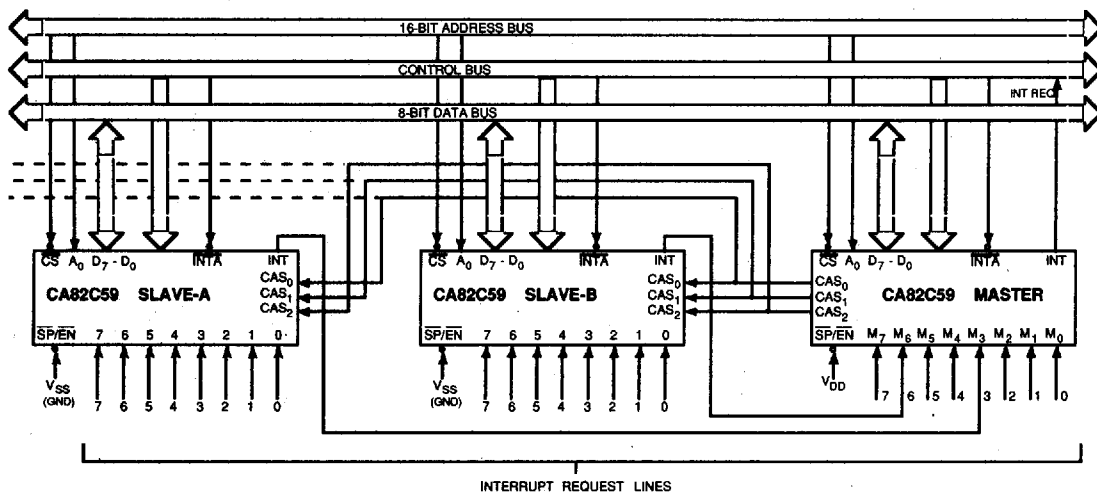 16-BIT ADDRESS BUS
CONTROL BUS
INT REQ
8-BIT DATA BUS
CS A0 D7 - D0 INTA INT
CAS0
CAS1
CAS2
CA82C59 SLAVE-A
SP/EN 7 6 5 4 3 2 1 0
VSS
(GND)
7 6 5 4 3 2 1 0
CS A0 D7 - D0 INTA INT
CAS0
CAS1
CAS2
CA82C59 SLAVE-B
SP/EN 7 6 5 4 3 2 1 0
VSS
(GND)
7 6 5 4 3 2 1 0
CS A0 D7 - D0 INTA INT
CAS0
CAS1
CAS2
CA82C59 MASTER
SP/EN M7 M6 M5 M4 M3 M2 M1 M0
VDD
7 6 5 4 3 2 1 0
INTERRUPT REQUEST LINES